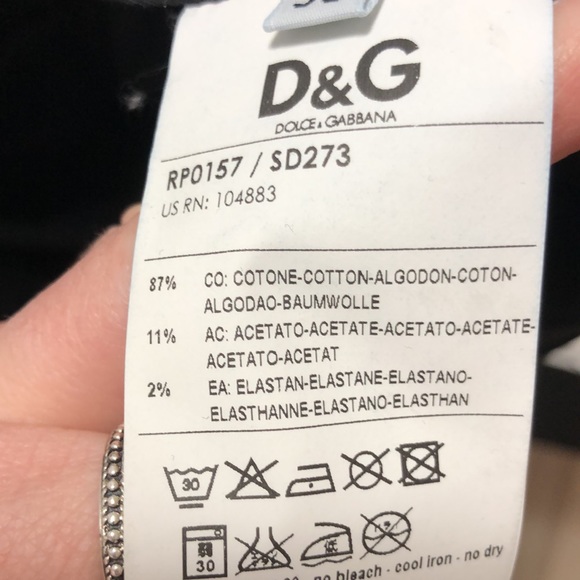 D&G
DOLCE & GABBANA
RP0157 / SD273
US RN: 104883
87% CO: COTONE-COTTON-ALGODON-COTON-
ALGODAO-BAUMWOLLE
11% AC: ACETATO-ACETATE-ACETATO-ACETATE-
ACETATO-ACETAT
2% EA: ELASTAN-ELASTANE-ELASTANO-
ELASTHANNE-ELASTANO-ELASTHAN
30
30
no bleach - cool iron - no dry